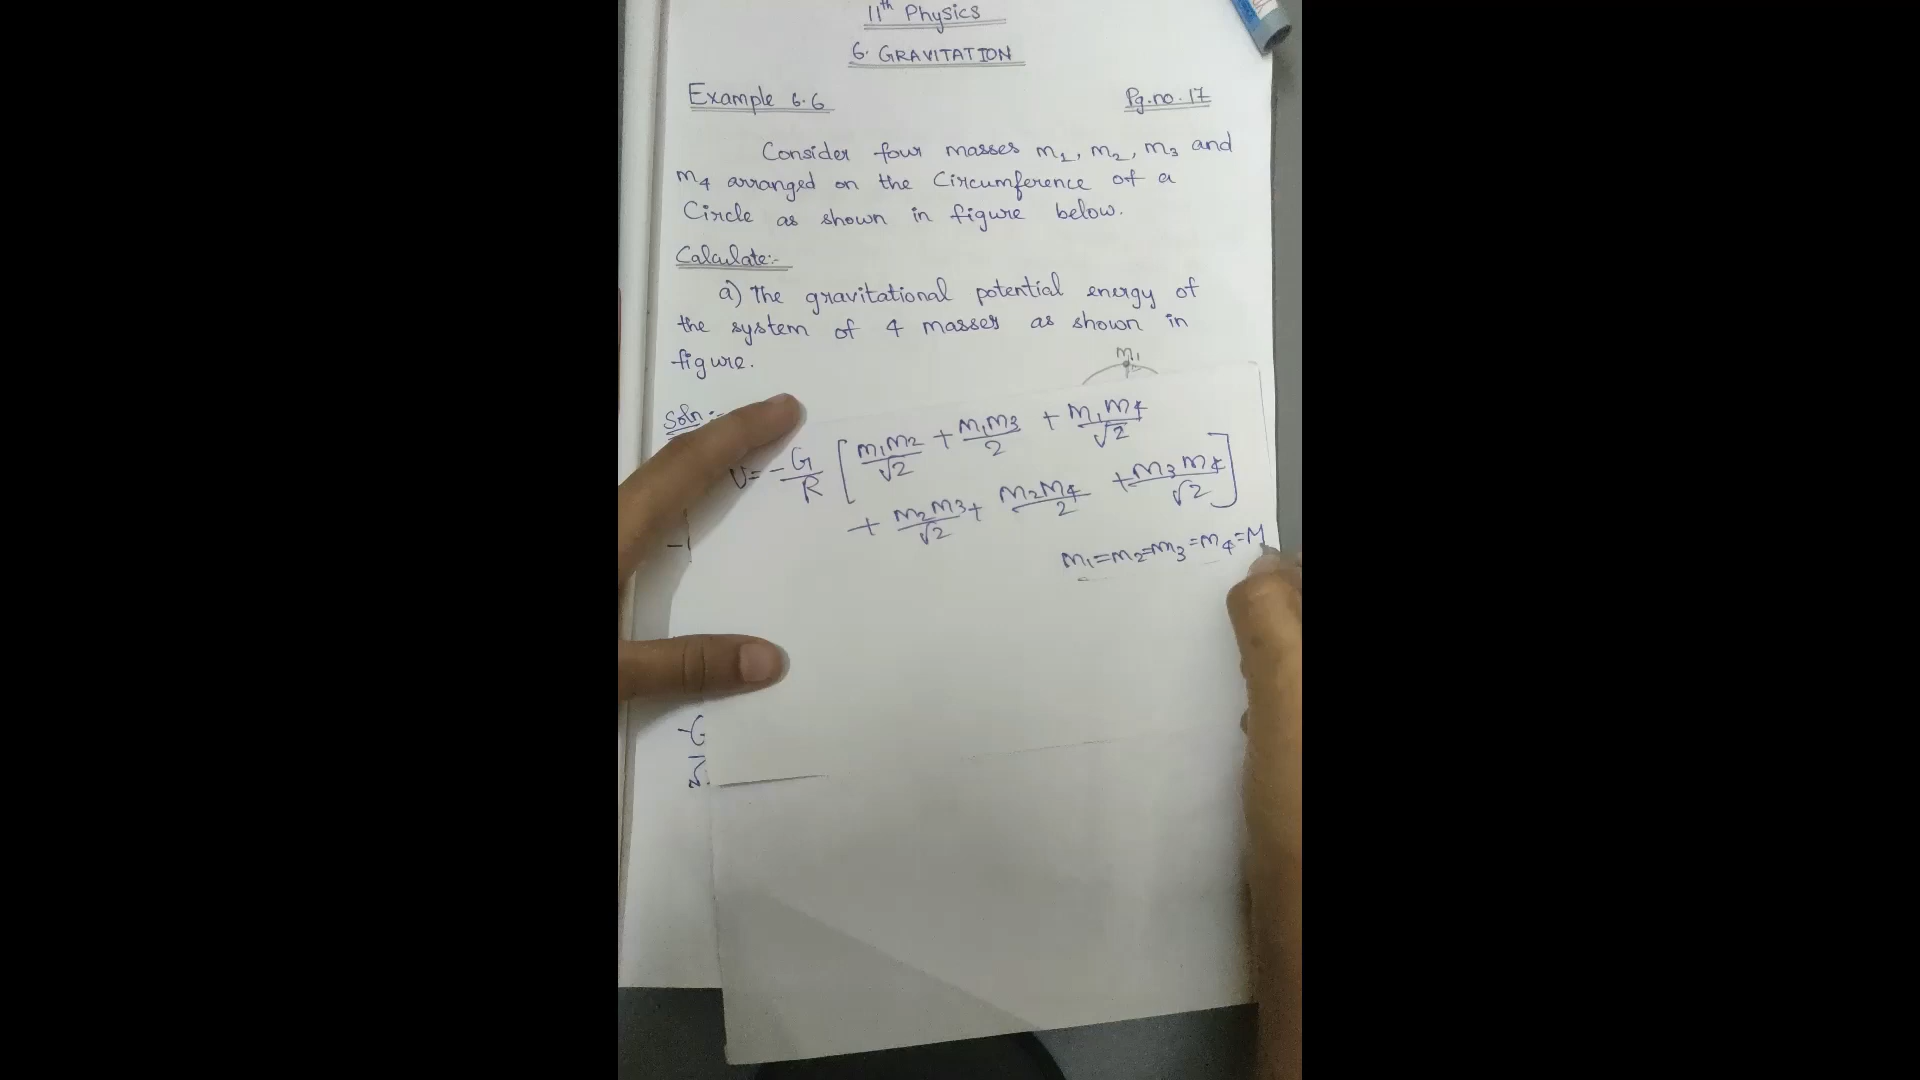 11th Physics
6. GRAVITATION
Example 6.6 Pg.no.17
Consider four masses m1, m2, m3 and
m4 arranged on the Circumference of a
Circle as shown in figure below.
Calculate:-
a) The gravitational potential energy of
the system of 4 masses as shown in
figure.
m1
Soln:-
U = -G/R [ m1m2/√2 + m1m3/2 + m1m4/√2
+ m2m3/√2 + m2m4/2 + m3m4/√2 ]
m1=m2=m3=m4=M